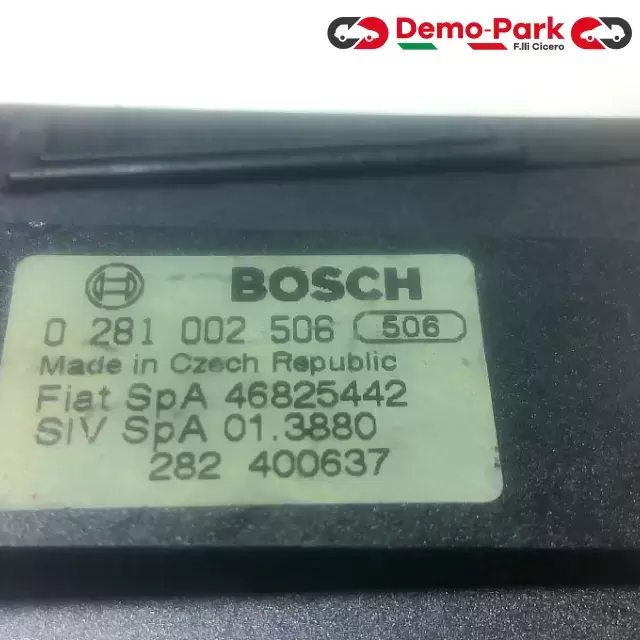 Demo-Park
F.lli Cicero
BOSCH
0 281 002 506 506
Made in Czech Republic
Fiat SpA 46825442
SIV SpA 01.3880
282 400637